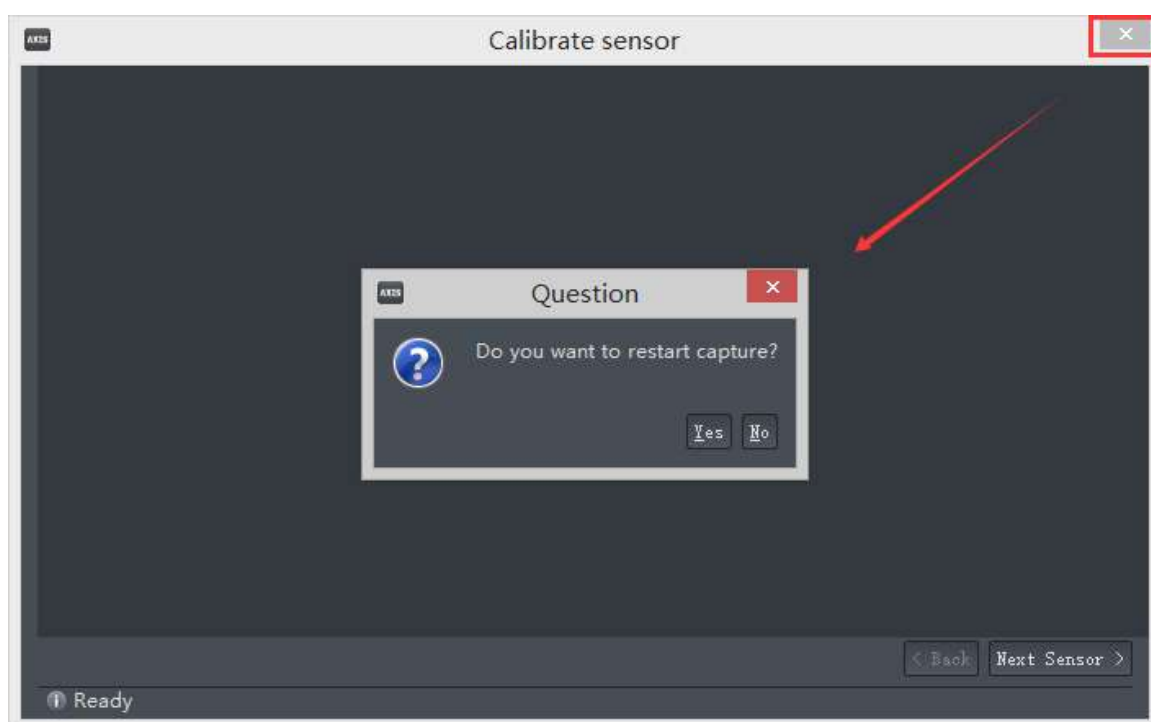 AXIS
Calibrate sensor
AXIS
Question
Do you want to restart capture?
Yes No
< Back Next Sensor >
Ready